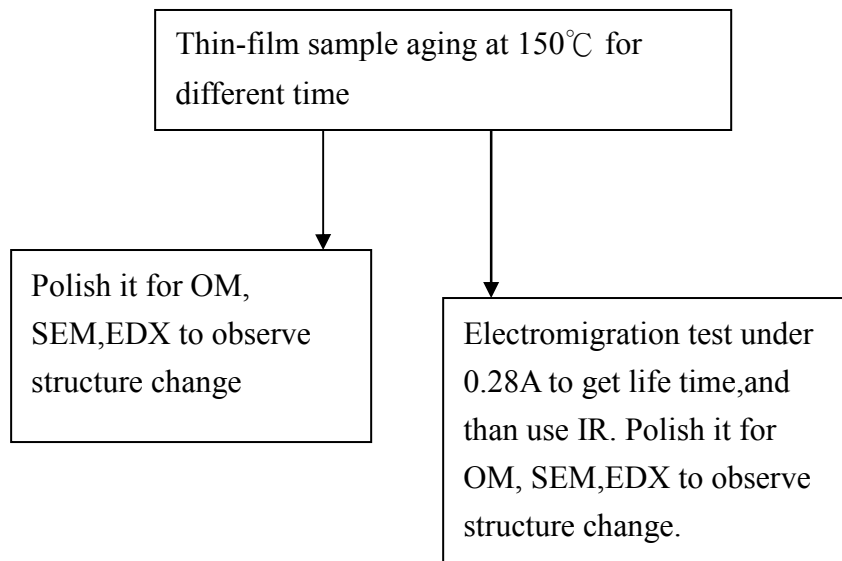 Thin-film sample aging at 150℃ for
different time
Polish it for OM,
SEM,EDX to observe
structure change
Electromigration test under
0.28A to get life time,and
than use IR. Polish it for
OM, SEM,EDX to observe
structure change.